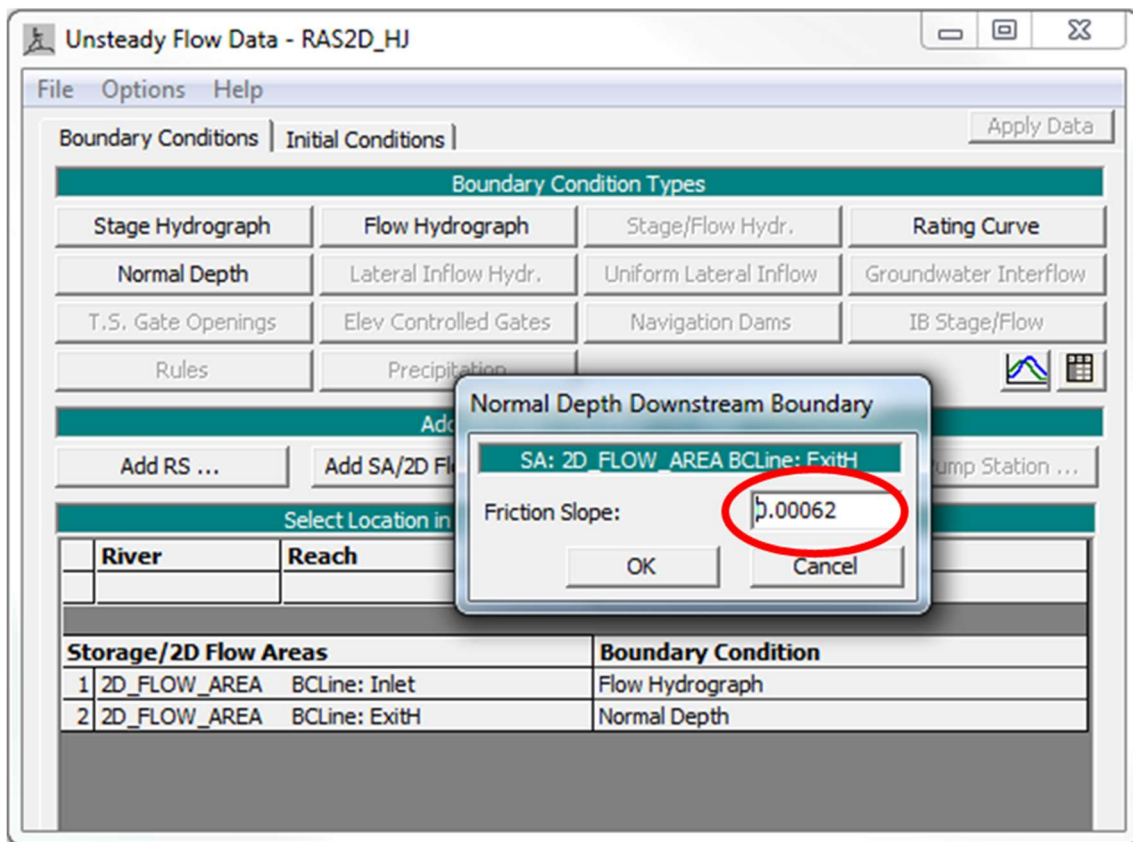 Unsteady Flow Data - RAS2D_HJ
File Options Help
Boundary Conditions Initial Conditions Apply Data
Boundary Condition Types
Stage Hydrograph Flow Hydrograph Stage/Flow Hydr. Rating Curve
Normal Depth Lateral Inflow Hydr. Uniform Lateral Inflow Groundwater Interflow
T.S. Gate Openings Elev Controlled Gates Navigation Dams IB Stage/Flow
Rules Precipitation
Normal Depth Downstream Boundary
SA: 2D_FLOW_AREA BCLine: ExitH
Friction Slope: 0.00062
OK Cancel
Add RS ... Add SA/2D Station ...
Select Location in
River Reach
Storage/2D Flow Areas Boundary Condition
1 2D_FLOW_AREA BCLine: Inlet Flow Hydrograph
2 2D_FLOW_AREA BCLine: ExitH Normal Depth